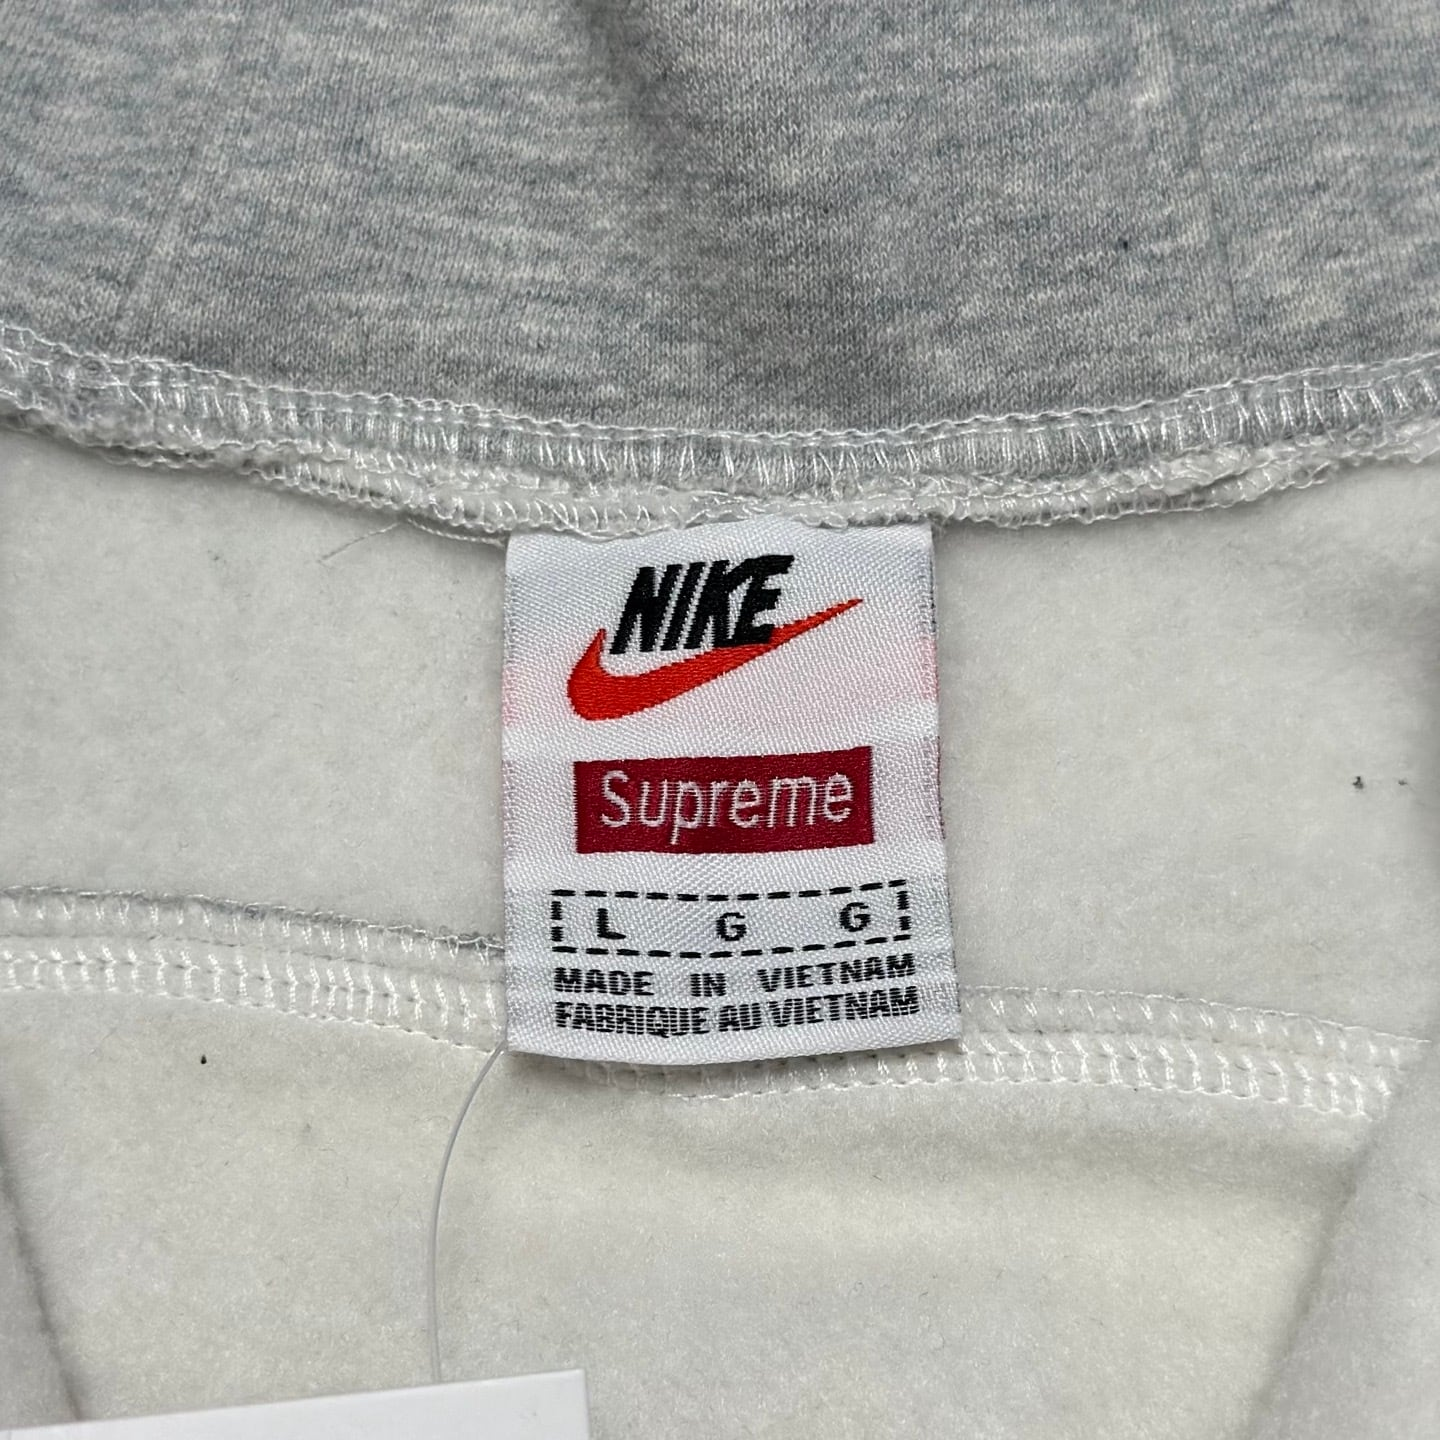 NIKE
Supreme
L G G
MADE IN VIETNAM
FABRIQUE AU VIETNAM